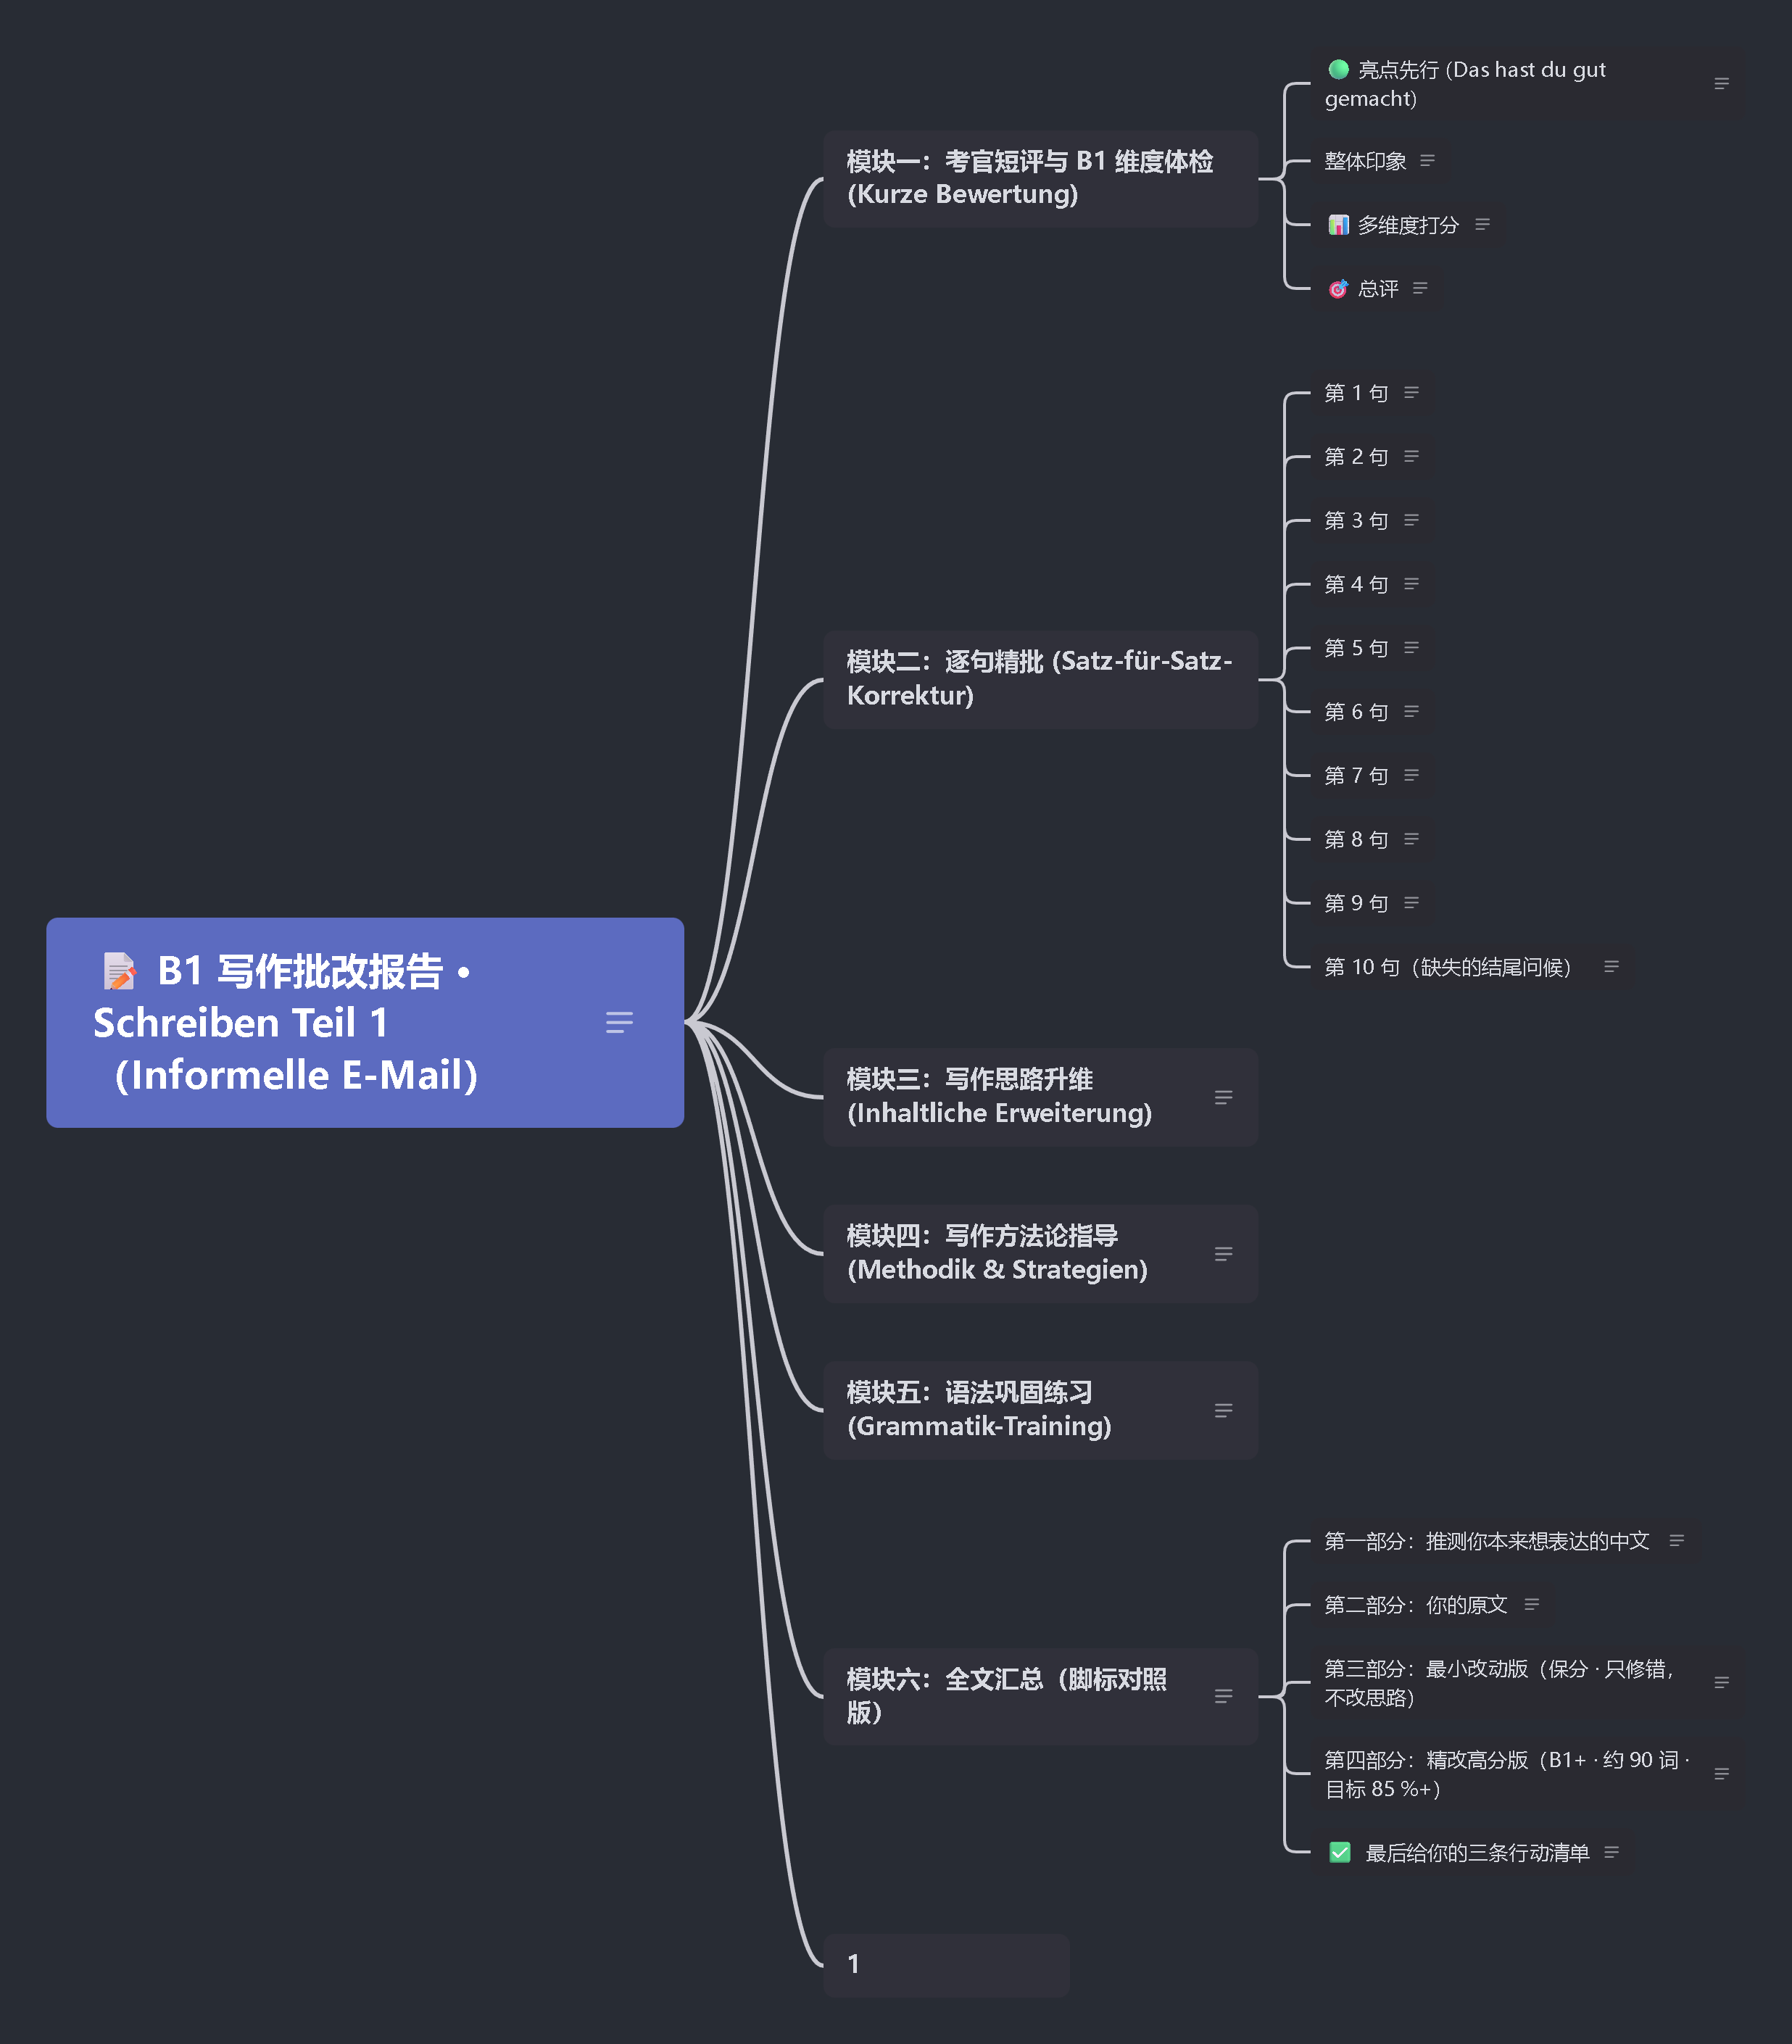 📝 B1 写作批改报告 •
Schreiben Teil 1
（Informelle E-Mail）
模块一：考官短评与 B1 维度体检
(Kurze Bewertung)
🟢 亮点先行 (Das hast du gut
gemacht)
整体印象
📊 多维度打分
🎯 总评
模块二：逐句精批 (Satz-für-Satz-
Korrektur)
第 1 句
第 2 句
第 3 句
第 4 句
第 5 句
第 6 句
第 7 句
第 8 句
第 9 句
第 10 句（缺失的结尾问候）
模块三：写作思路升维
(Inhaltliche Erweiterung)
模块四：写作方法论指导
(Methodik & Strategien)
模块五：语法巩固练习
(Grammatik-Training)
模块六：全文汇总（脚标对照
版）
第一部分：推测你本来想表达的中文
第二部分：你的原文
第三部分：最小改动版（保分 · 只修错，
不改思路）
第四部分：精改高分版（B1+ · 约 90 词 ·
目标 85 %+）
✅ 最后给你的三条行动清单
1